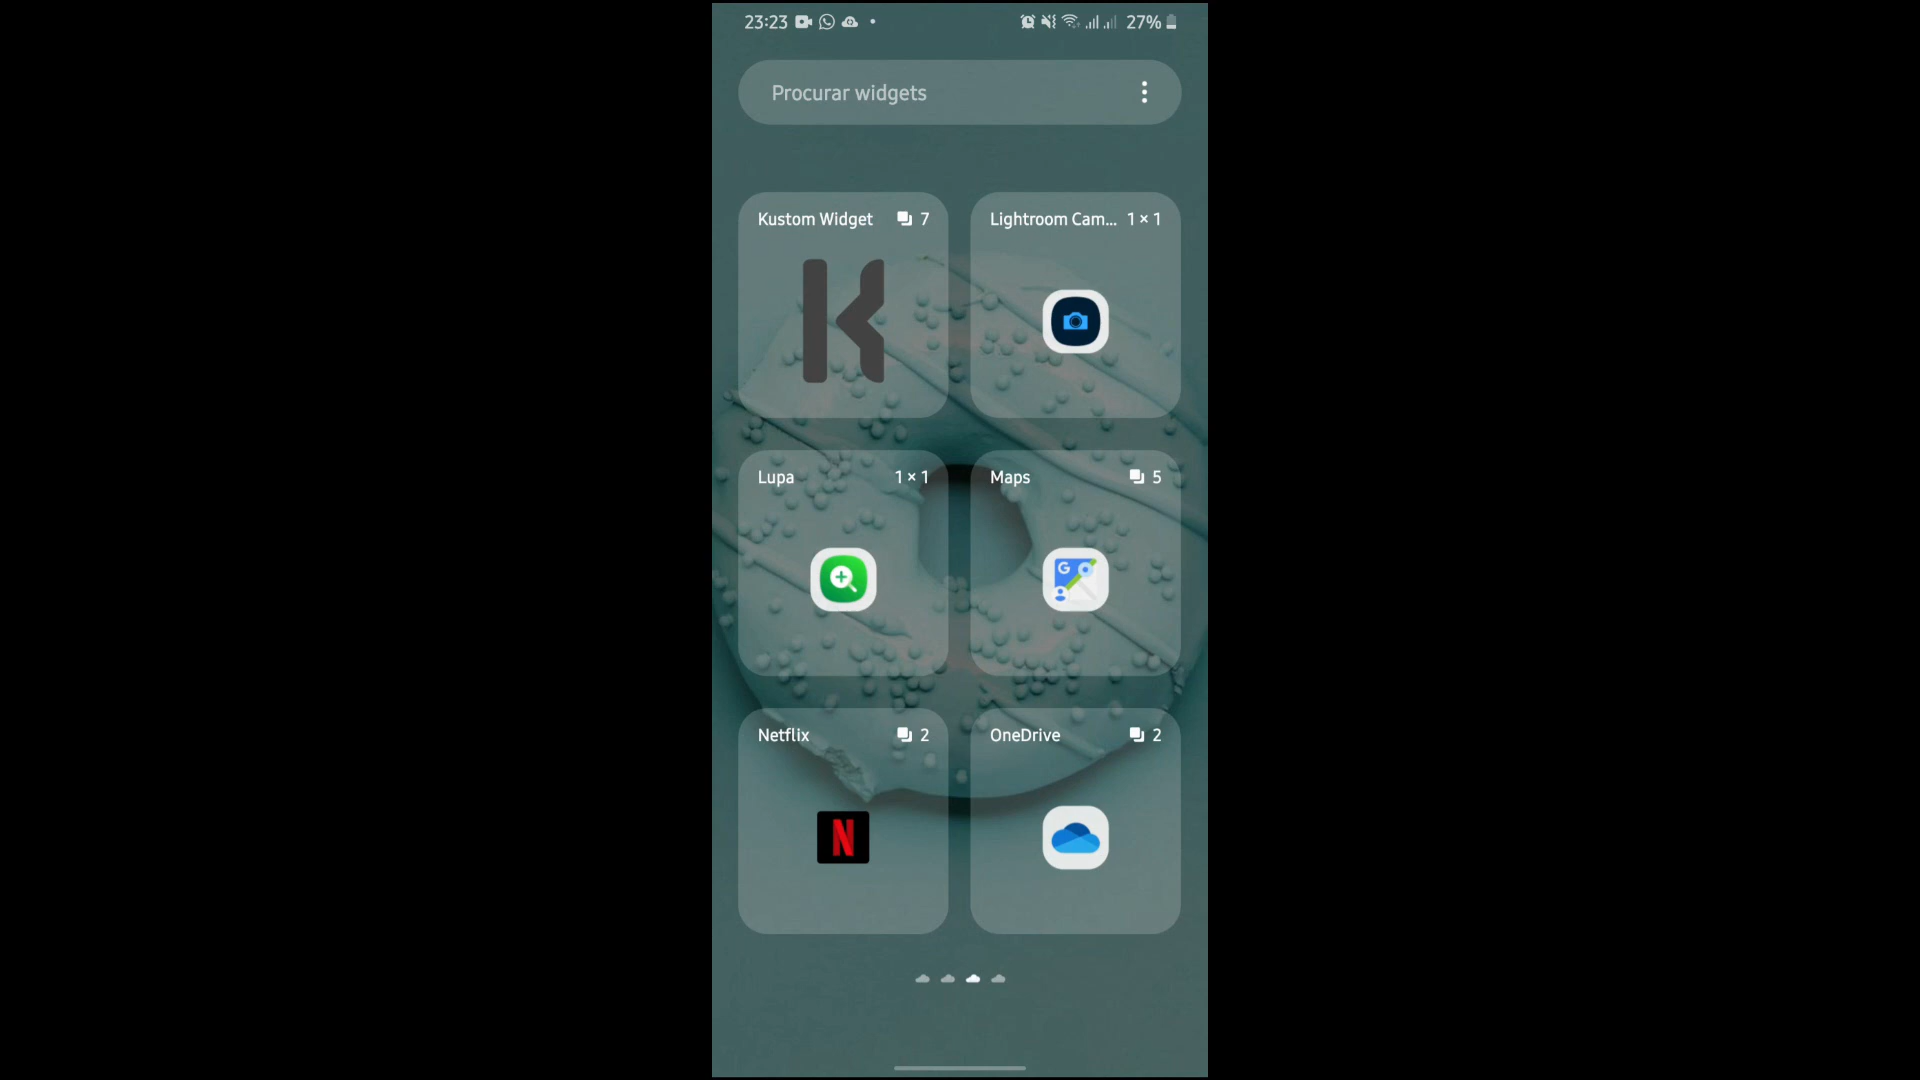 23:23 27%
Procurar widgets
Kustom Widget 7
Lightroom Cam... 1 × 1
Lupa 1 × 1
Maps 5
G
Netflix 2
OneDrive 2
N